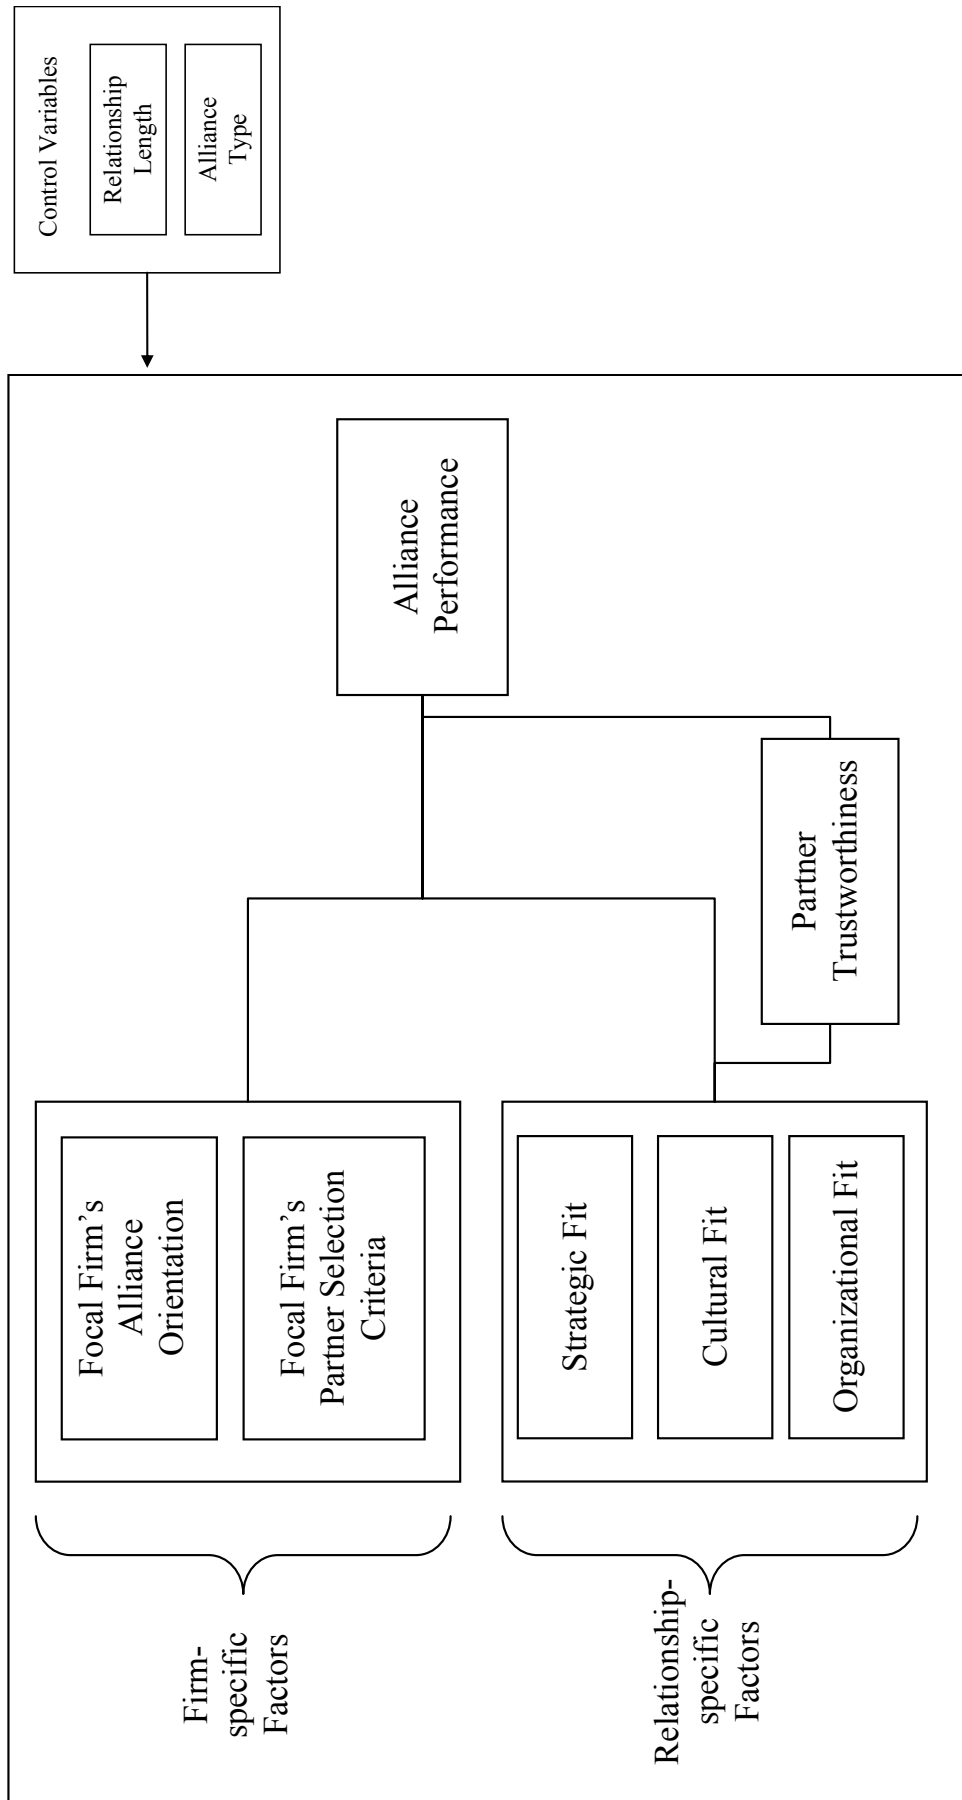 Firm-
specific
Factors
Focal Firm’s
Alliance
Orientation
Focal Firm’s
Partner Selection
Criteria
Relationship-
specific
Factors
Strategic Fit
Cultural Fit
Organizational Fit
Partner
Trustworthiness
Alliance
Performance
Control Variables
Relationship
Length
Alliance
Type